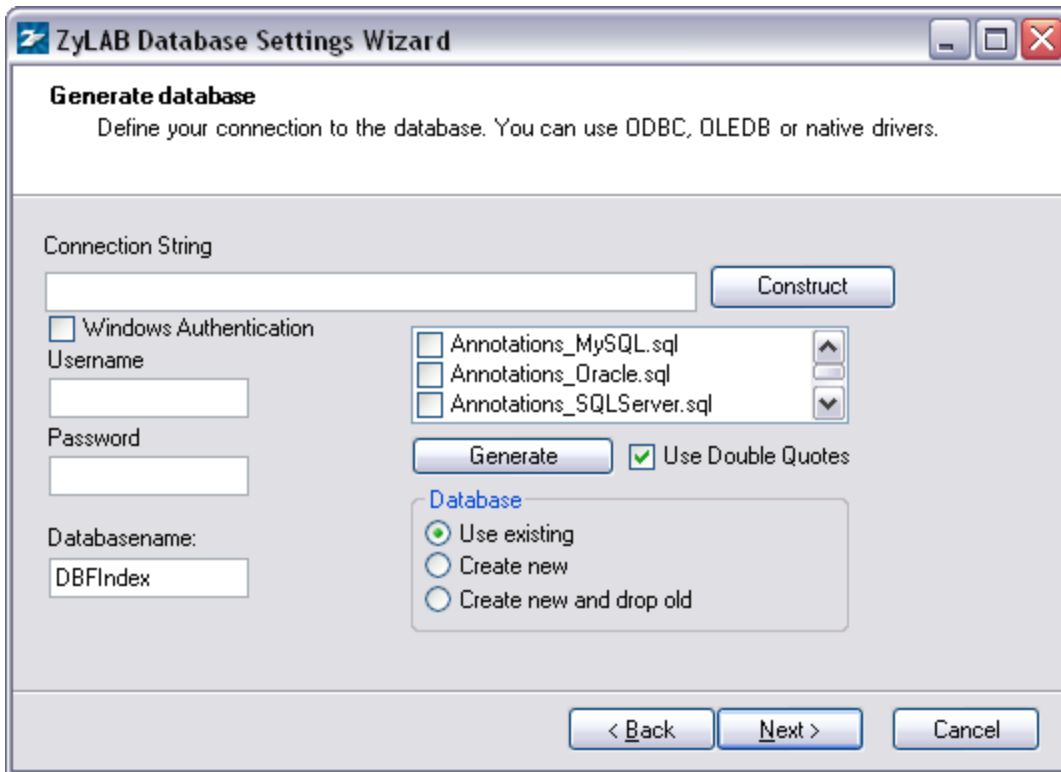 ZyLAB Database Settings Wizard
Generate database
Define your connection to the database. You can use ODBC, OLEDB or native drivers.
Connection String
Construct
Windows Authentication
Username
Password
Databasename:
DBFIndex
Annotations_MySQL.sql
Annotations_Oracle.sql
Annotations_SQLServer.sql
Generate
Use Double Quotes
Database
Use existing
Create new
Create new and drop old
< Back
Next >
Cancel